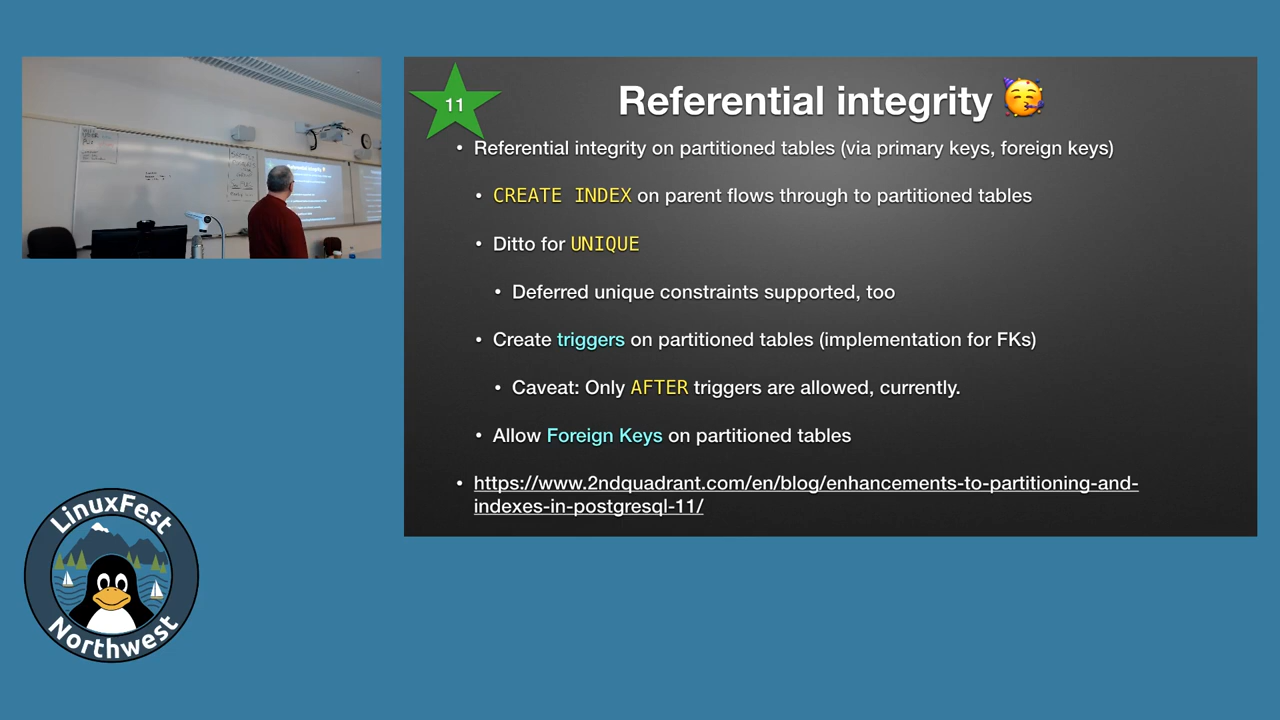 11
Referential integrity 🥳
• Referential integrity on partitioned tables (via primary keys, foreign keys)
• CREATE INDEX on parent flows through to partitioned tables
• Ditto for UNIQUE
• Deferred unique constraints supported, too
• Create triggers on partitioned tables (implementation for FKs)
• Caveat: Only AFTER triggers are allowed, currently.
• Allow Foreign Keys on partitioned tables
• https://www.2ndquadrant.com/en/blog/enhancements-to-partitioning-and-
indexes-in-postgresql-11/
LinuxFest
Northwest